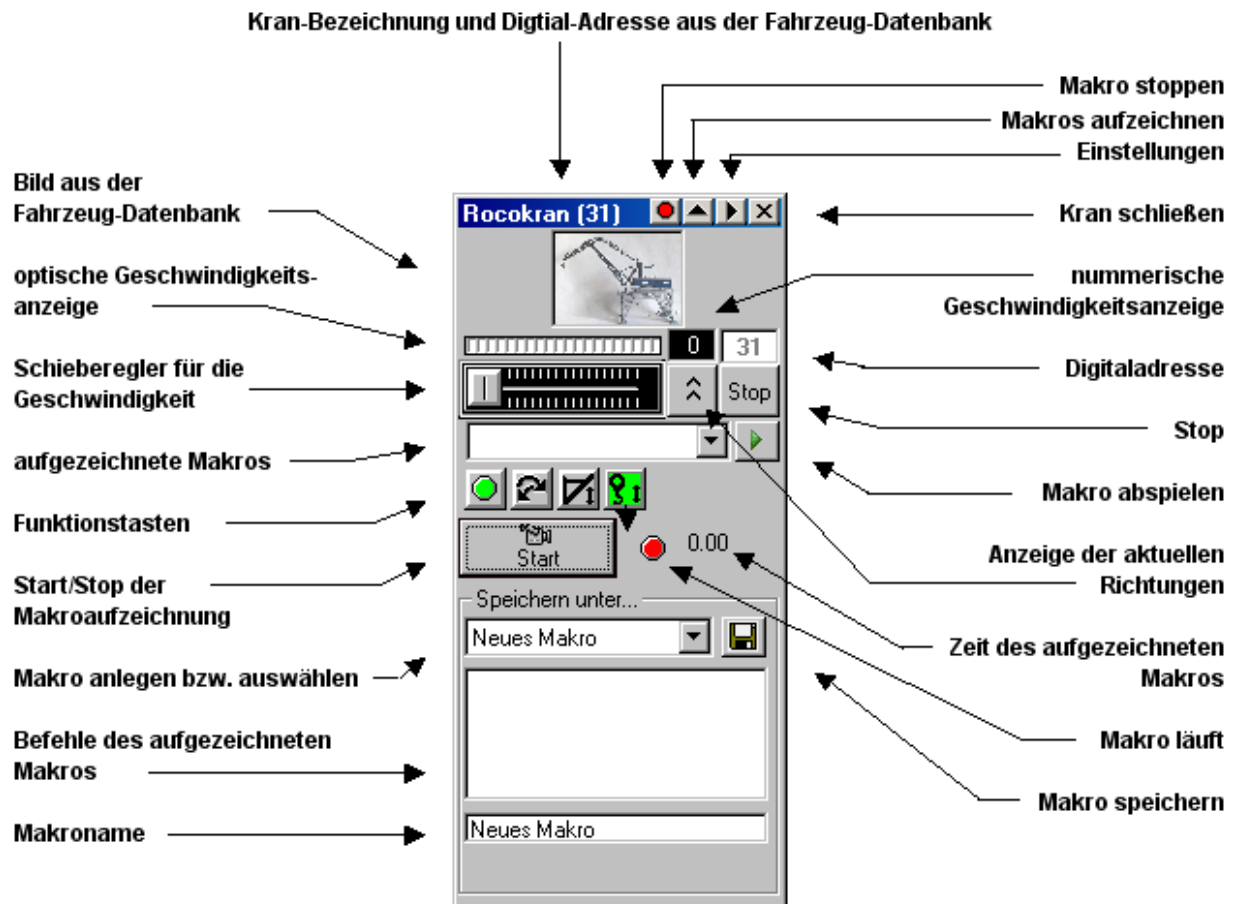 Kran-Bezeichnung und Digtial-Adresse aus der Fahrzeug-Datenbank
Makro stoppen
Makros aufzeichnen
Einstellungen
Kran schließen
nummerische
Geschwindigkeitsanzeige
Digitaladresse
Stop
Makro abspielen
Anzeige der aktuellen
Richtungen
Zeit des aufgezeichneten
Makros
Makro läuft
Makro speichern
Bild aus der
Fahrzeug-Datenbank
optische Geschwindigkeits-
anzeige
Schieberegler für die
Geschwindigkeit
aufgezeichnete Makros
Funktionstasten
Start/Stop der
Makroaufzeichnung
Makro anlegen bzw. auswählen
Befehle des aufgezeichneten
Makros
Makroname
Rocokran (31)
0 31
Stop
Start 0.00
Speichern unter...
Neues Makro
Neues Makro